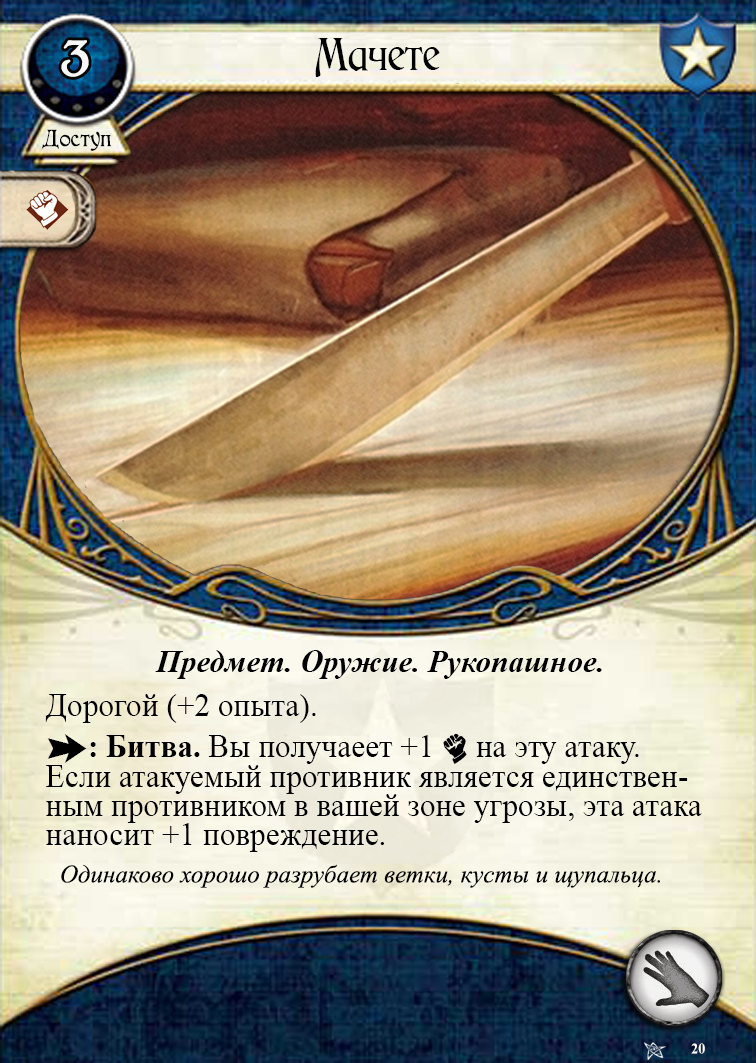 3
Мачете
Доступ
Предмет. Оружие. Рукопашное.
Дорогой (+2 опыта).
: Битва. Вы получаеет +1 на эту атаку.
Если атакуемый противник является единствен-
ным противником в вашей зоне угрозы, эта атака
наносит +1 повреждение.
Одинаково хорошо разрубает ветки, кусты и щупальца.
20